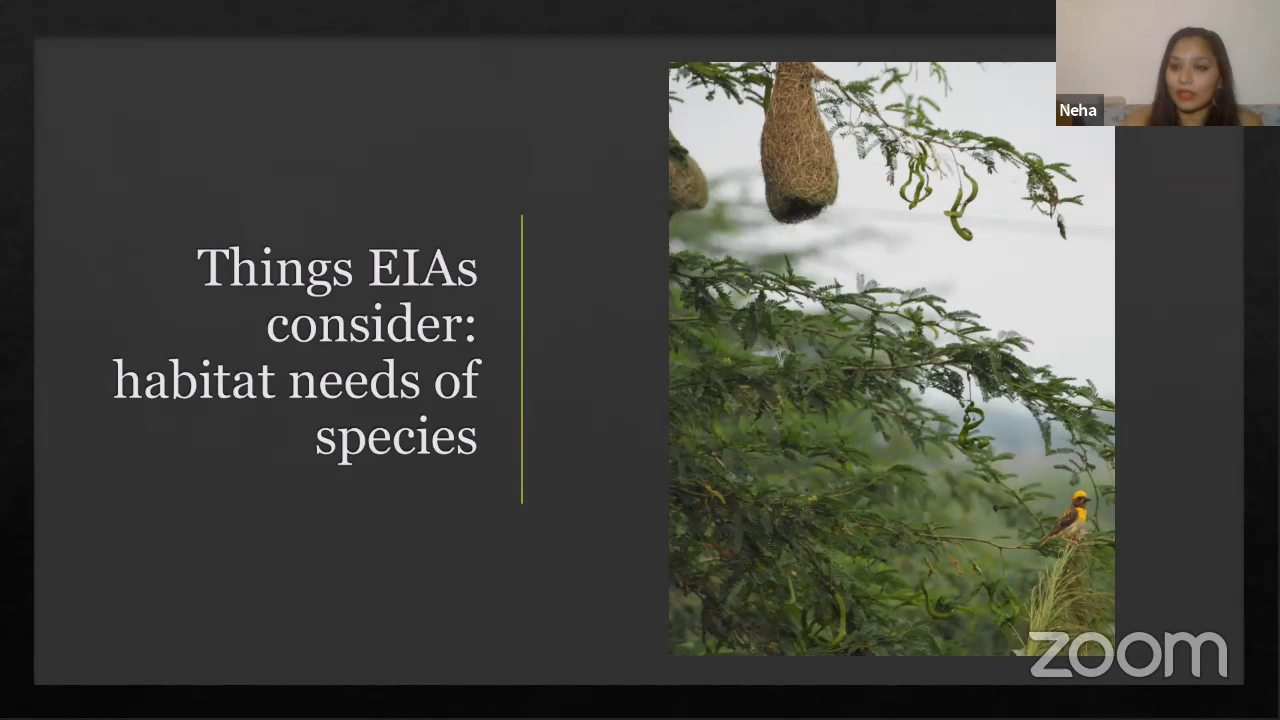 Neha
Things EIAs
consider:
habitat needs of
species
zoom